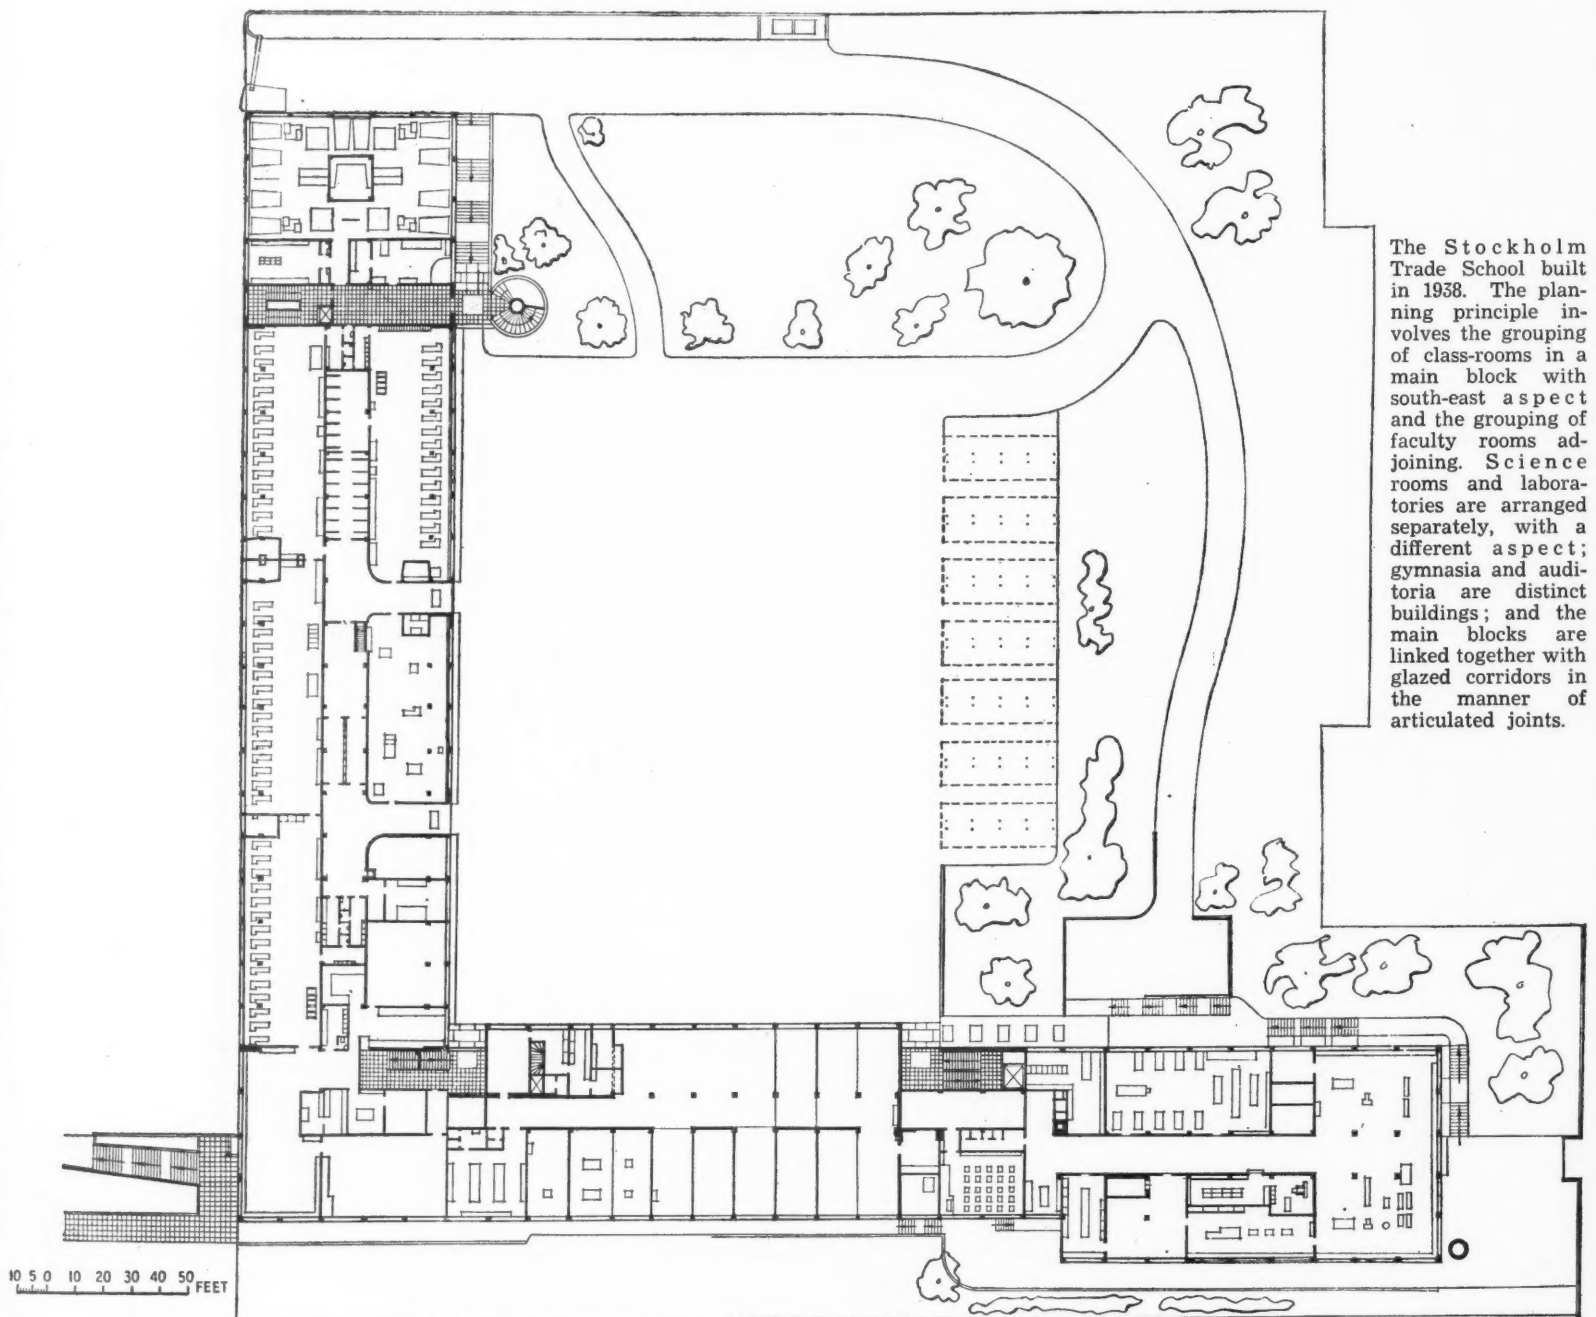 The Stockholm
Trade School built
in 1938. The plan-
ning principle in-
volves the grouping
of class-rooms in a
main block with
south-east aspect
and the grouping of
faculty rooms ad-
joining. Science
rooms and labora-
tories are arranged
separately, with a
different aspect;
gymnasia and audi-
toria are distinct
buildings; and the
main blocks are
linked together with
glazed corridors in
the manner of
articulated joints.
10 5 0 10 20 30 40 50 FEET